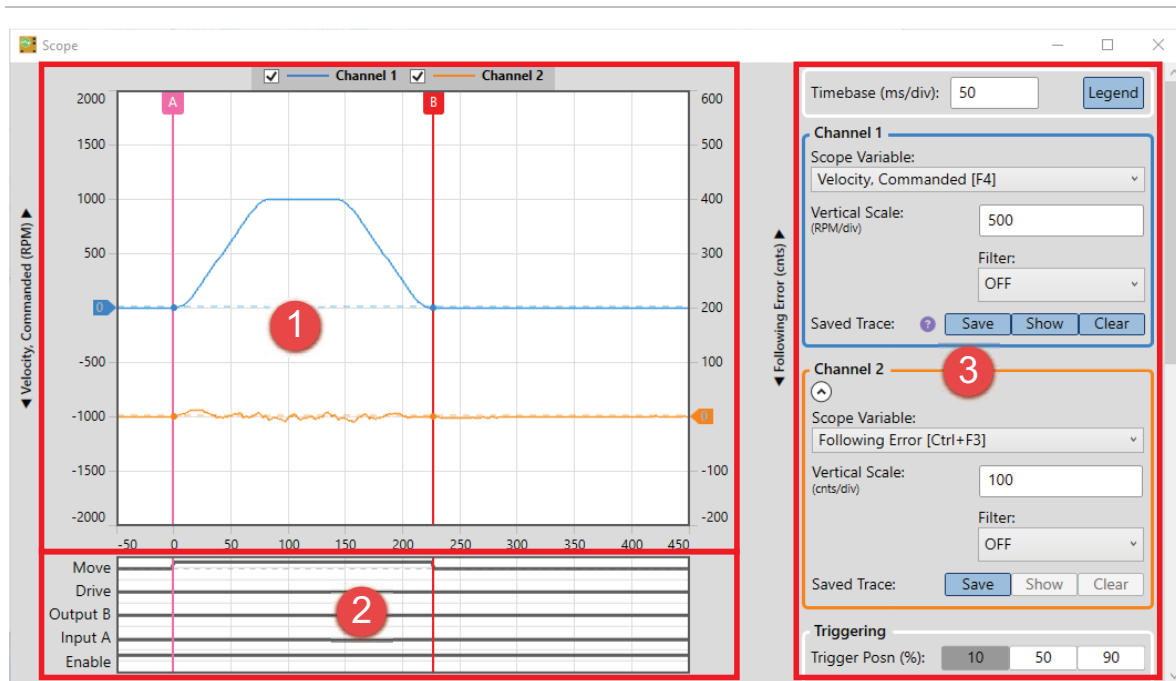 Scope
Channel 1 Channel 2
2000
1500
1000
500
0
-500
-1000
-1500
-2000
◀ Velocity, Commanded (RPM) ▶
A
B
600
500
400
300
200
100
0
-100
-200
◀ Following Error (cnts) ▶
-50 0 50 100 150 200 250 300 350 400 450
1
Move
Drive
Output B
Input A
Enable
2
Timebase (ms/div): 50 Legend
Channel 1
Scope Variable:
Velocity, Commanded [F4]
Vertical Scale: 500
(RPM/div)
Filter:
OFF
Saved Trace: ? Save Show Clear
Channel 2
3
Scope Variable:
Following Error [Ctrl+F3]
Vertical Scale: 100
(cnts/div)
Filter:
OFF
Saved Trace: Save Show Clear
Triggering
Trigger Posn (%): 10 50 90